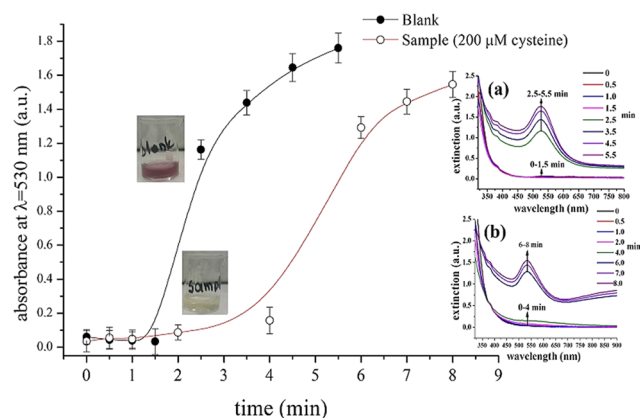 Blank
Sample (200 μM cysteine)
absorbance at λ=530 nm (a.u.)
1.8
1.6
1.4
1.2
1.0
0.8
0.6
0.4
0.2
0.0
0 1 2 3 4 5 6 7 8 9
time (min)
blank
sampl
(a)
extinction (a.u.)
2.5
2.0
1.5
1.0
0.5
0.0
2.5-5.5 min
0-1.5 min
350 400 450 500 550 600 650 700 750 800
wavelength (nm)
0
0.5
1.0
1.5
2.5
3.5
4.5
5.5
min
(b)
extinction (a.u.)
2.5
2.0
1.5
1.0
0.5
0.0
6-8 min
0-4 min
350 400 450 500 550 600 650 700 750 800 850 900
wavelength (nm)
0
0.5
1.0
2.0
4.0
6.0
7.0
8.0
min